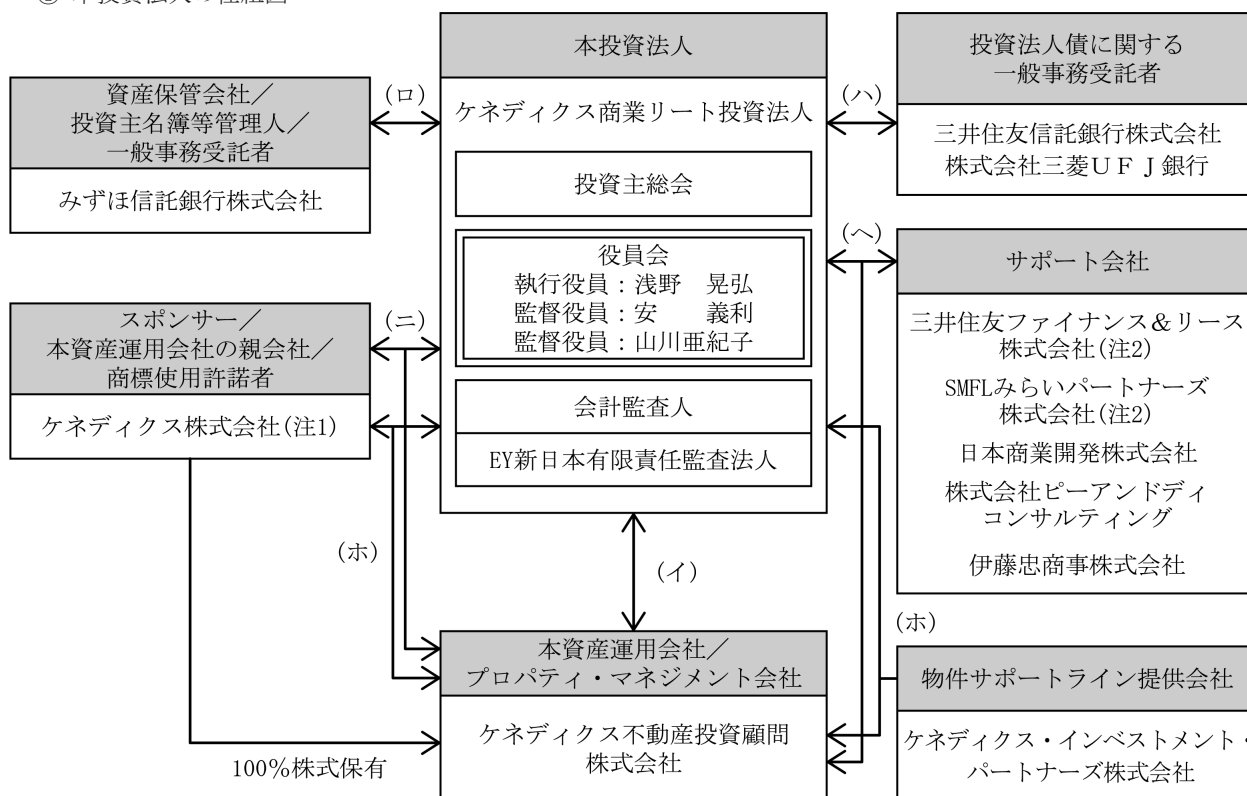 本投資法人
ケネディクス商業リート投資法人
投資主総会
役員会
執行役員：浅野　晃弘
監督役員：安　　義利
監督役員：山川亜紀子
会計監査人
EY新日本有限責任監査法人
資産保管会社／
投資主名簿等管理人／
一般事務受託者
みずほ信託銀行株式会社
(ロ)
スポンサー／
本資産運用会社の親会社／
商標使用許諾者
ケネディクス株式会社(注1)
(ニ)
(ホ)
100%株式保有
(イ)
本資産運用会社／
プロパティ・マネジメント会社
ケネディクス不動産投資顧問
株式会社
(ハ)
投資法人債に関する
一般事務受託者
三井住友信託銀行株式会社
株式会社三菱ＵＦＪ銀行
(ヘ)
サポート会社
三井住友ファイナンス＆リース
株式会社(注2)
SMFLみらいパートナーズ
株式会社(注2)
日本商業開発株式会社
株式会社ピーアンドディ
コンサルティング
伊藤忠商事株式会社
(ホ)
物件サポートライン提供会社
ケネディクス・インベストメント・
パートナーズ株式会社